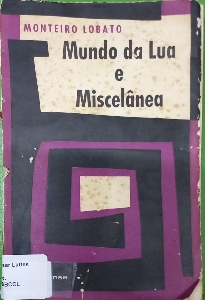 MONTEIRO LOBATO
Mundo da Lua
e
Miscelânea